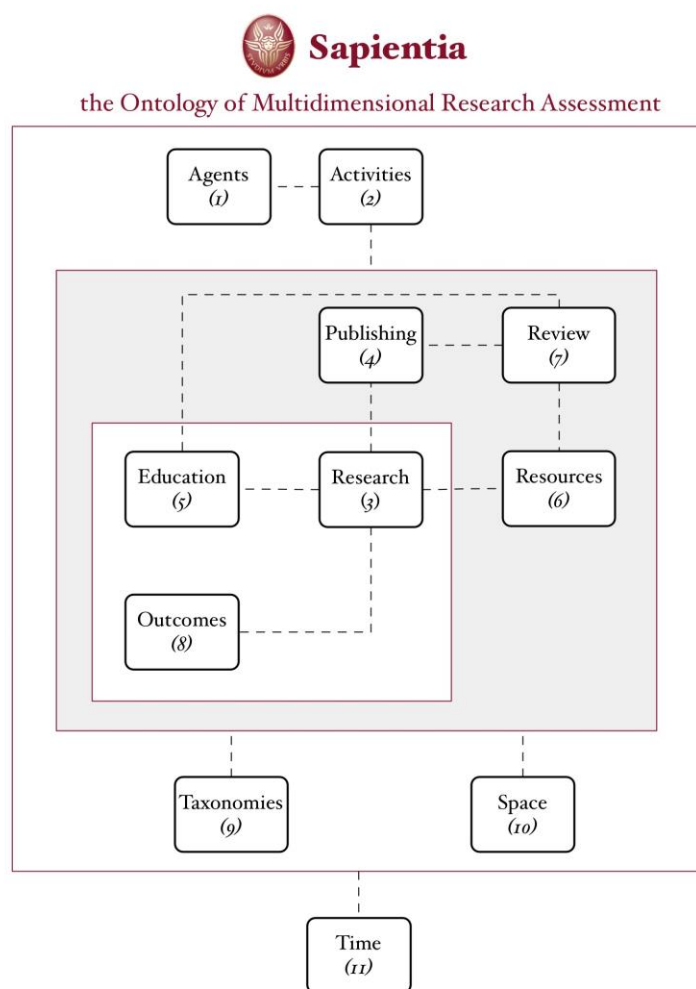 Sapientia
the Ontology of Multidimensional Research Assessment
Agents
(1)
Activities
(2)
Publishing
(4)
Review
(7)
Education
(5)
Research
(3)
Resources
(6)
Outcomes
(8)
Taxonomies
(9)
Space
(10)
Time
(11)